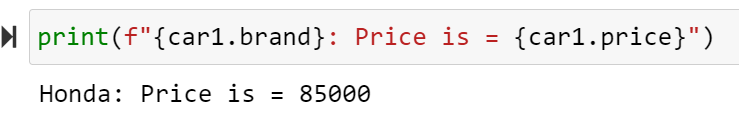 print(f"{car1.brand}: Price is = {car1.price}")
Honda: Price is = 85000